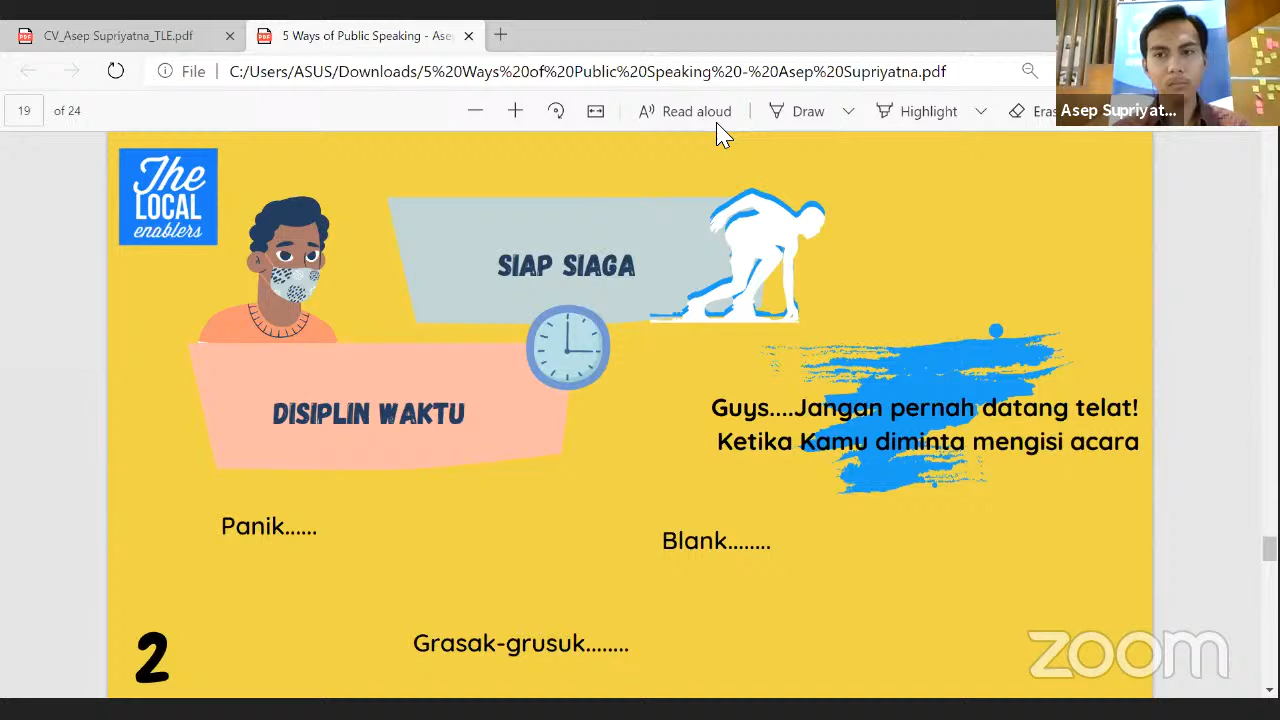 CV_Asep Supriyatna_TLE.pdf
5 Ways of Public Speaking - Ase
File
C:/Users/ASUS/Downloads/5%20Ways%20of%20Public%20Speaking%20-%20Asep%20Supriyatna.pdf
19 of 24
Read aloud
Draw
Highlight
Eras
Asep Supriyat...
The
LOCAL
enablers
SIAP SIAGA
DISIPLIN WAKTU
Guys....Jangan pernah datang telat!
Ketika Kamu diminta mengisi acara
Panik......
Blank........
Grasak-grusuk........
2
zoom